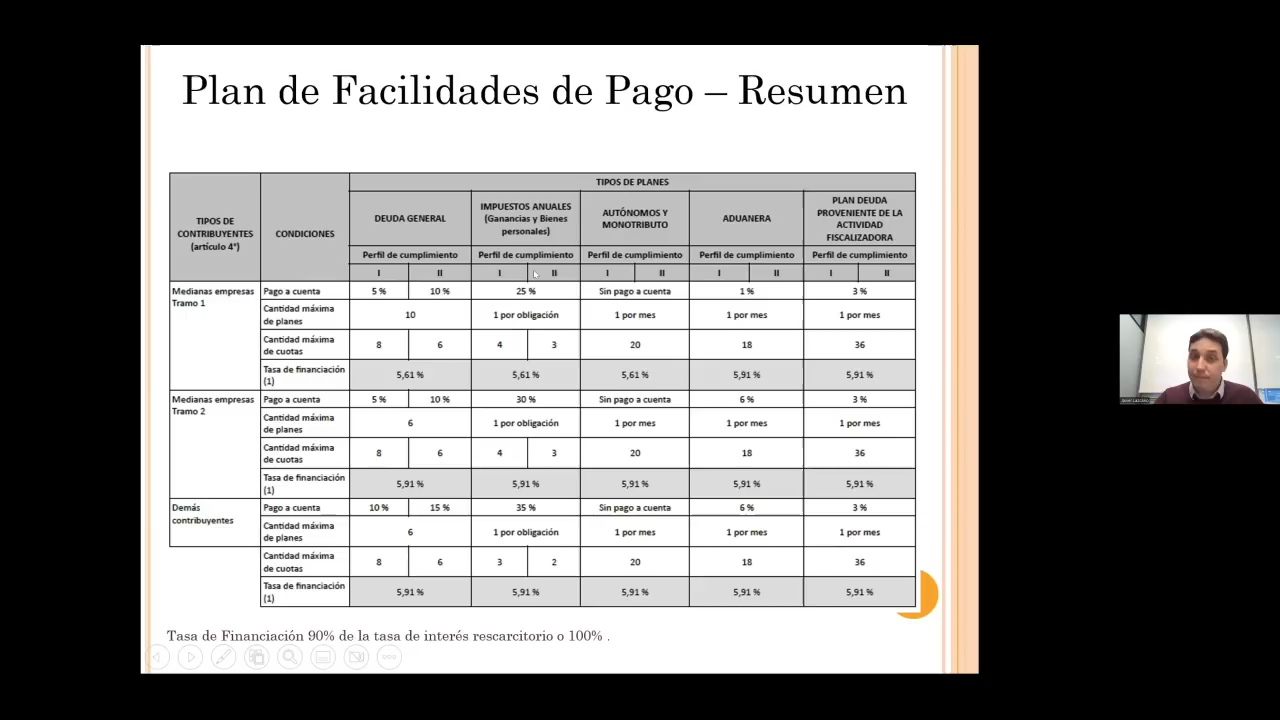 Plan de Facilidades de Pago – Resumen
TIPOS DE CONTRIBUYENTES (artículo 4°)
CONDICIONES
TIPOS DE PLANES
DEUDA GENERAL
IMPUESTOS ANUALES (Ganancias y Bienes personales)
AUTÓNOMOS Y MONOTRIBUTO
ADUANERA
PLAN DEUDA PROVENIENTE DE LA ACTIVIDAD FISCALIZADORA
Perfil de cumplimiento Perfil de cumplimiento Perfil de cumplimiento Perfil de cumplimiento Perfil de cumplimiento
I II I II I II I II I II
Medianas empresas Tramo 1
Pago a cuenta 5 % 10 % 25 % Sin pago a cuenta 1 % 3 %
Cantidad máxima de planes 10 1 por obligación 1 por mes 1 por mes 1 por mes
Cantidad máxima de cuotas 8 6 4 3 20 18 36
Tasa de financiación (1) 5,61 % 5,61 % 5,61 % 5,91 % 5,91 %
Medianas empresas Tramo 2
Pago a cuenta 5 % 10 % 30 % Sin pago a cuenta 6 % 3 %
Cantidad máxima de planes 6 1 por obligación 1 por mes 1 por mes 1 por mes
Cantidad máxima de cuotas 8 6 4 3 20 18 36
Tasa de financiación (1) 5,91 % 5,91 % 5,91 % 5,91 % 5,91 %
Demás contribuyentes
Pago a cuenta 10 % 15 % 35 % Sin pago a cuenta 6 % 3 %
Cantidad máxima de planes 6 1 por obligación 1 por mes 1 por mes 1 por mes
Cantidad máxima de cuotas 8 6 3 2 20 18 36
Tasa de financiación (1) 5,91 % 5,91 % 5,91 % 5,91 % 5,91 %
Tasa de Financiación 90% de la tasa de interés rescarcitorio o 100% .